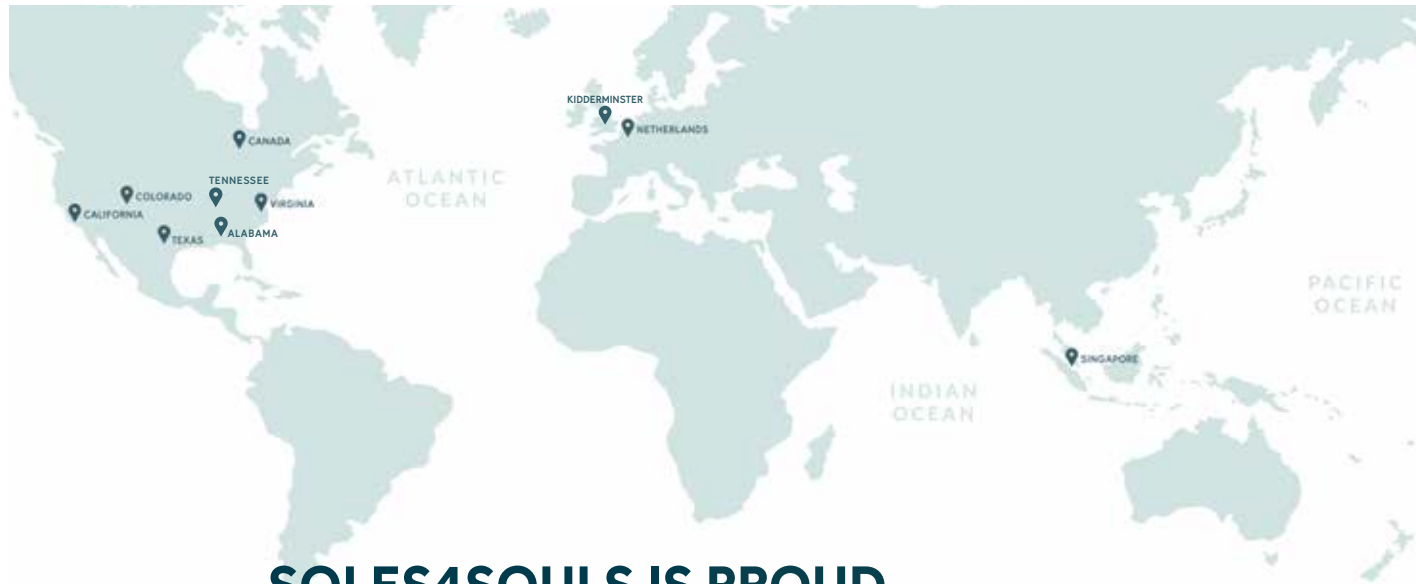 KIDDERMINSTER
NETHERLANDS
CANADA
ATLANTIC
OCEAN
TENNESSEE
COLORADO
VIRGINIA
CALIFORNIA
ALABAMA
TEXAS
PACIFIC
OCEAN
SINGAPORE
INDIAN
OCEAN
SOLES4SOULS IS PROUD